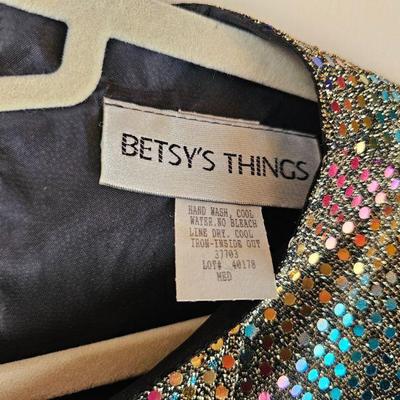 BETSY'S THINGS
HAND WASH, COOL
WATER.NO BLEACH
LINE DRY. COOL
IRON-INSIDE OUT
37703
LOT# 40178
MED